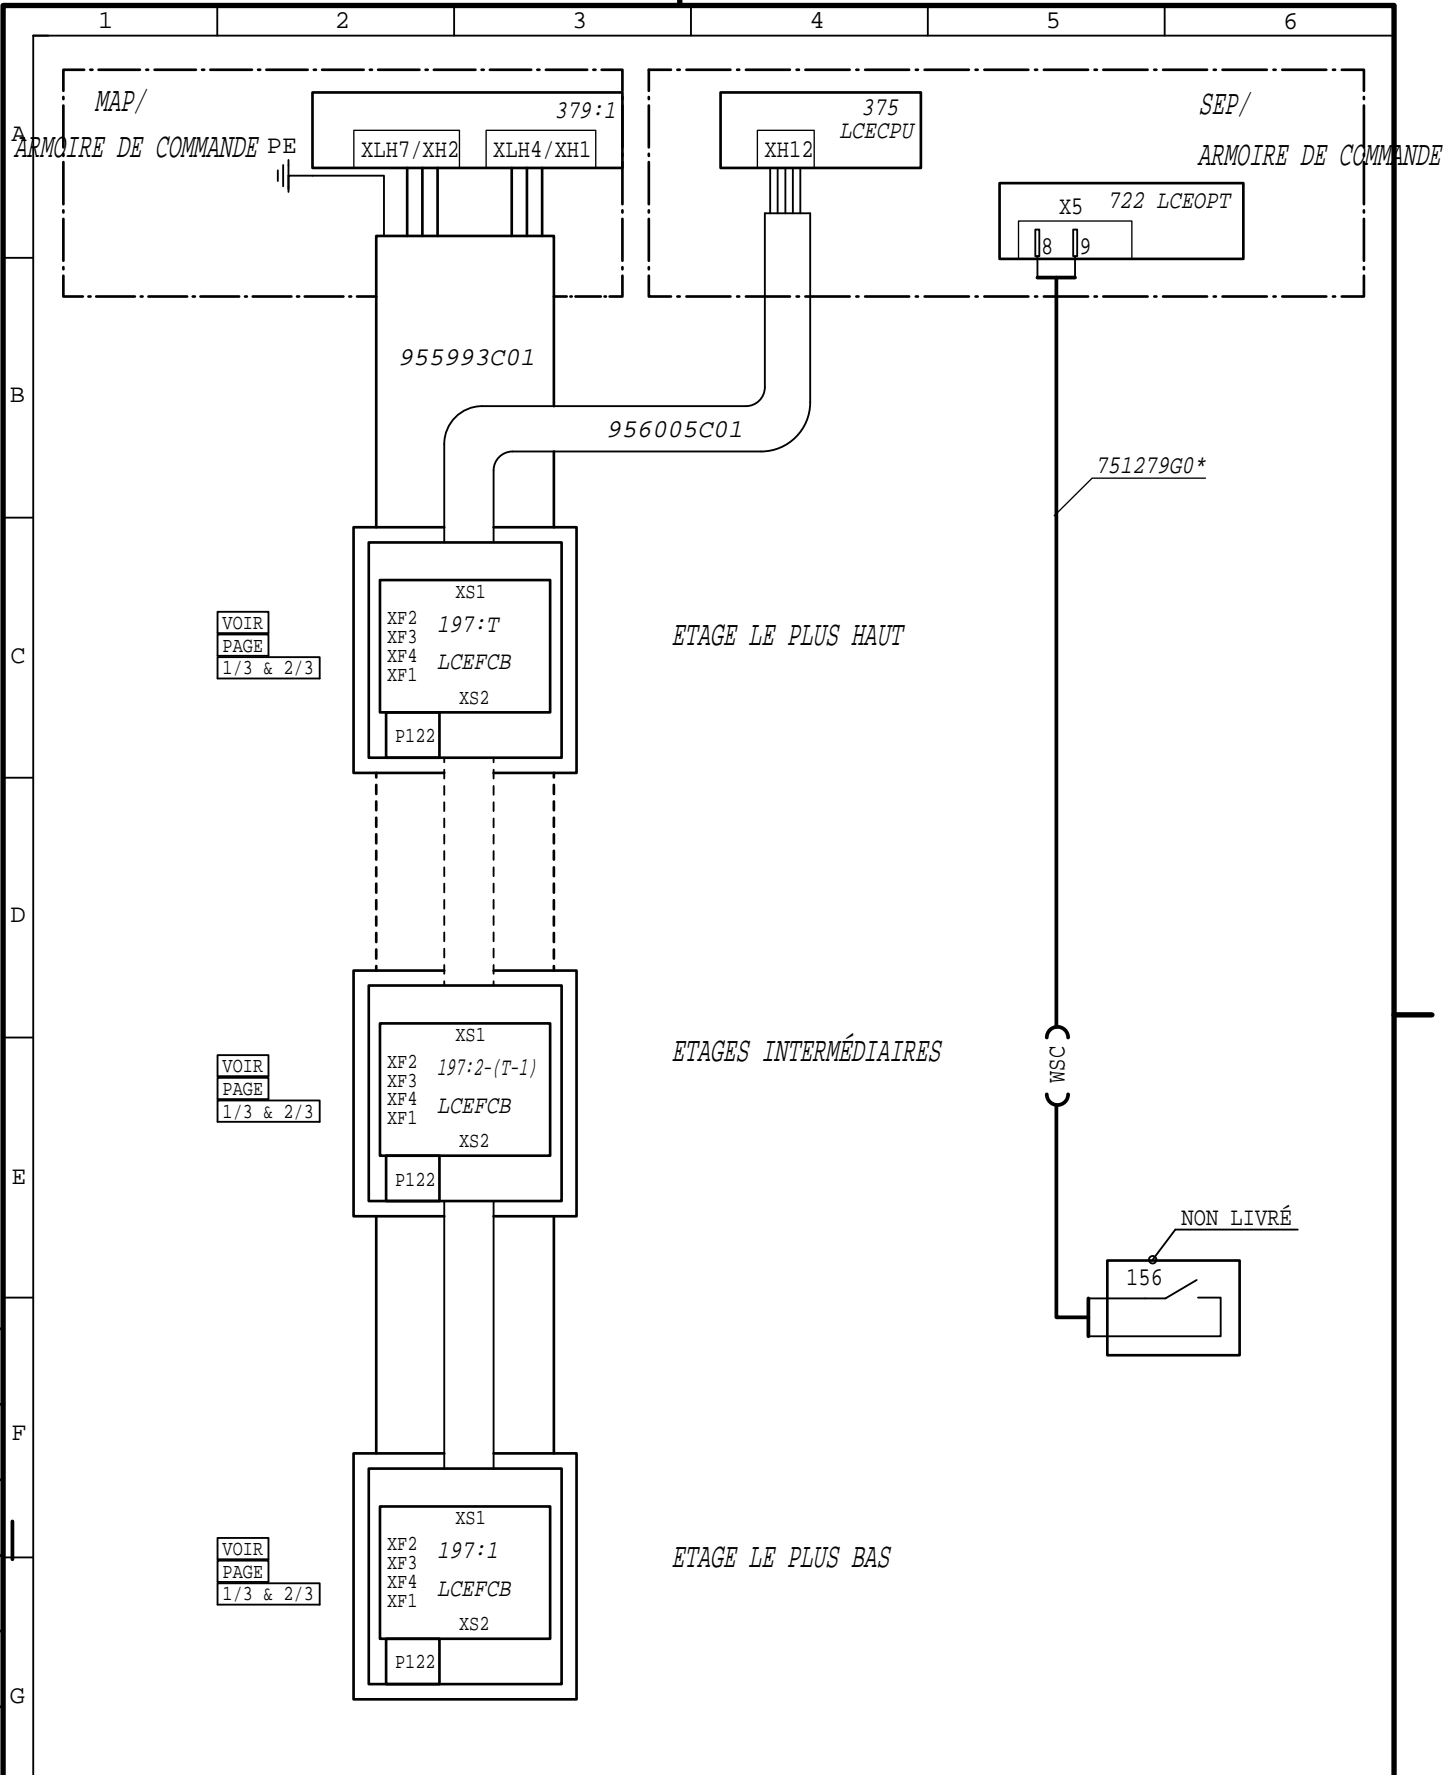 1 2 3 4 5 6
A
MAP/
ARMOIRE DE COMMANDE
PE
379:1
XLH7/XH2
XLH4/XH1
375
LCECPU
XH12
SEP/
ARMOIRE DE COMMANDE
722 LCEOPT
X5
8
9
B
955993C01
956005C01
751279G0*
C
VOIR
PAGE
1/3 & 2/3
XS1
XF2
XF3
XF4
XF1
197:T
LCEFCB
XS2
P122
ETAGE LE PLUS HAUT
D
E
VOIR
PAGE
1/3 & 2/3
XS1
XF2
XF3
XF4
XF1
197:2-(T-1)
LCEFCB
XS2
P122
ETAGES INTERMÉDIAIRES
WSC
NON LIVRÉ
156
F
VOIR
PAGE
1/3 & 2/3
XS1
XF2
XF3
XF4
XF1
197:1
LCEFCB
XS2
P122
ETAGE LE PLUS BAS
G